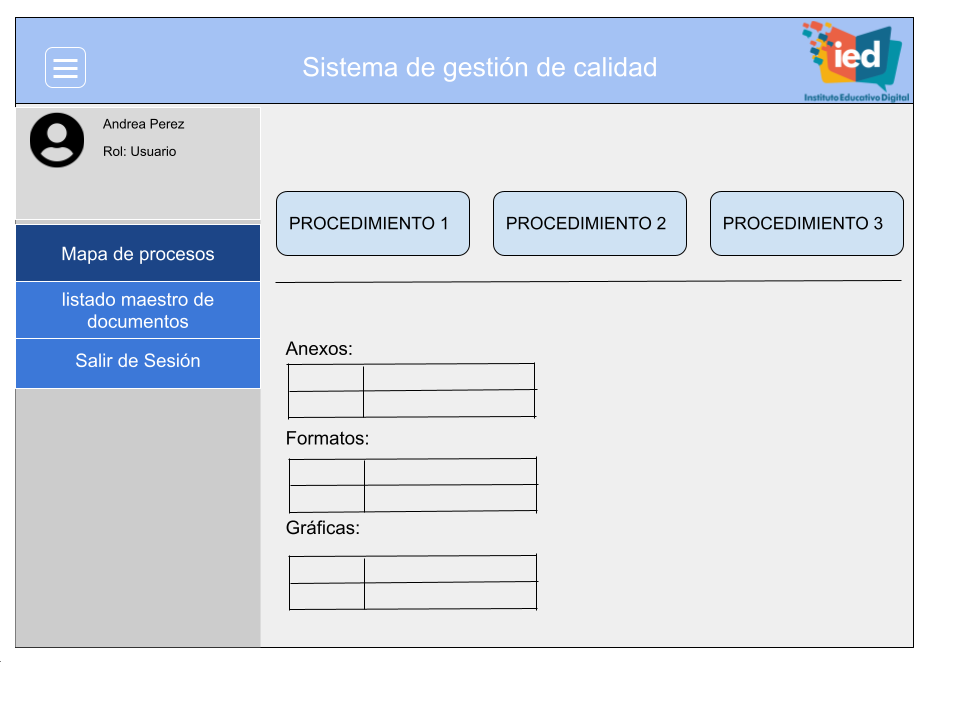 Sistema de gestión de calidad
ied
Instituto Educativo Digital
Andrea Perez
Rol: Usuario
Mapa de procesos
listado maestro de
documentos
Salir de Sesión
PROCEDIMIENTO 1
PROCEDIMIENTO 2
PROCEDIMIENTO 3
Anexos:
Formatos:
Gráficas: